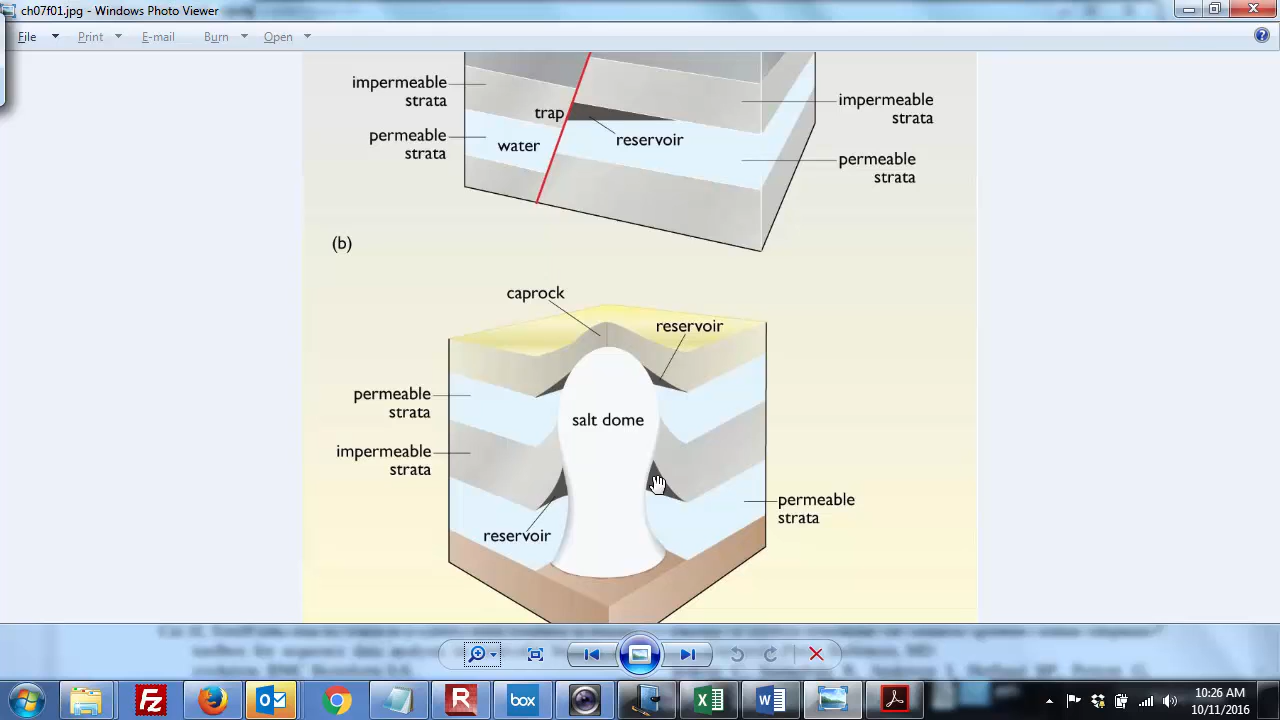 ch07f01.jpg - Windows Photo Viewer
File Print E-mail Burn Open
impermeable
strata
trap
permeable
strata
water
reservoir
impermeable
strata
permeable
strata
(b)
caprock
reservoir
permeable
strata
salt dome
impermeable
strata
permeable
strata
reservoir
box
10:26 AM
10/11/2016